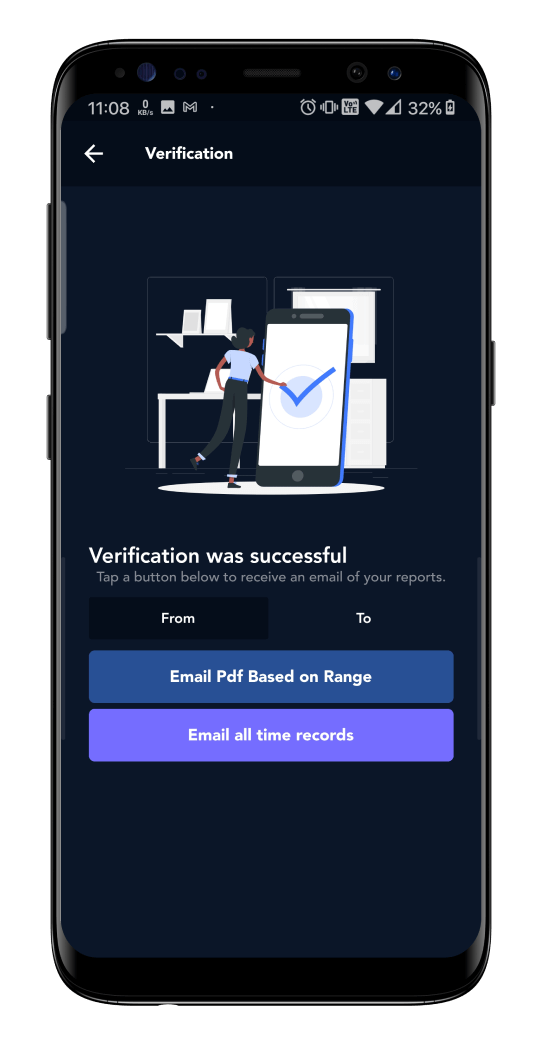 11:08 0 KB/s Vo)) LTE 32%
Verification
Verification was successful
Tap a button below to receive an email of your reports.
From To
Email Pdf Based on Range
Email all time records